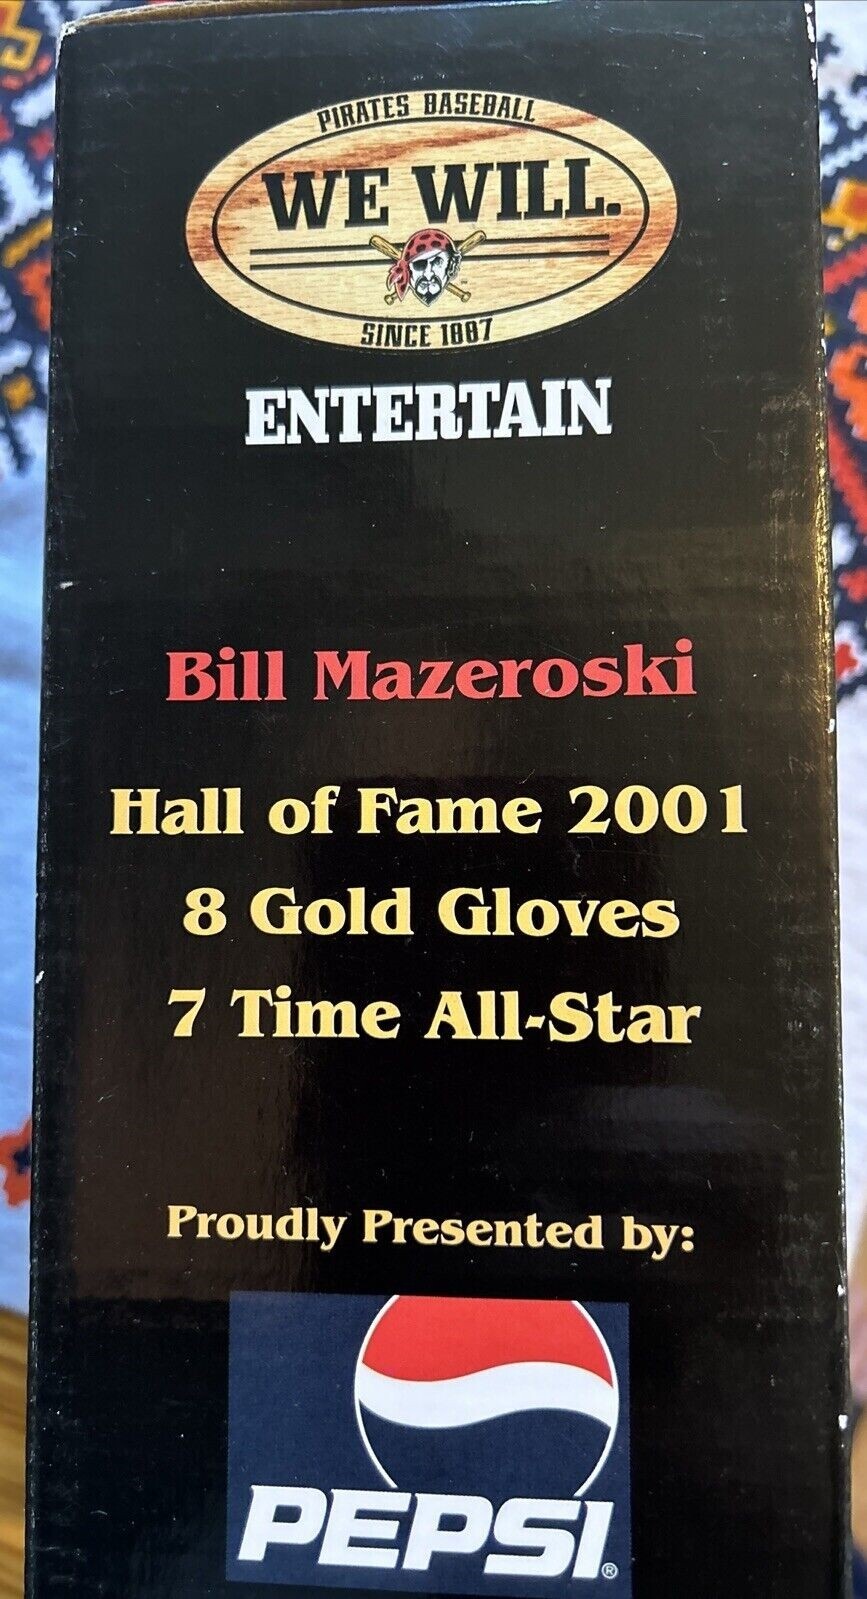 PIRATES BASEBALL
WE WILL.
SINCE 1887
ENTERTAIN
Bill Mazeroski
Hall of Fame 2001
8 Gold Gloves
7 Time All-Star
Proudly Presented by:
PEPSI®